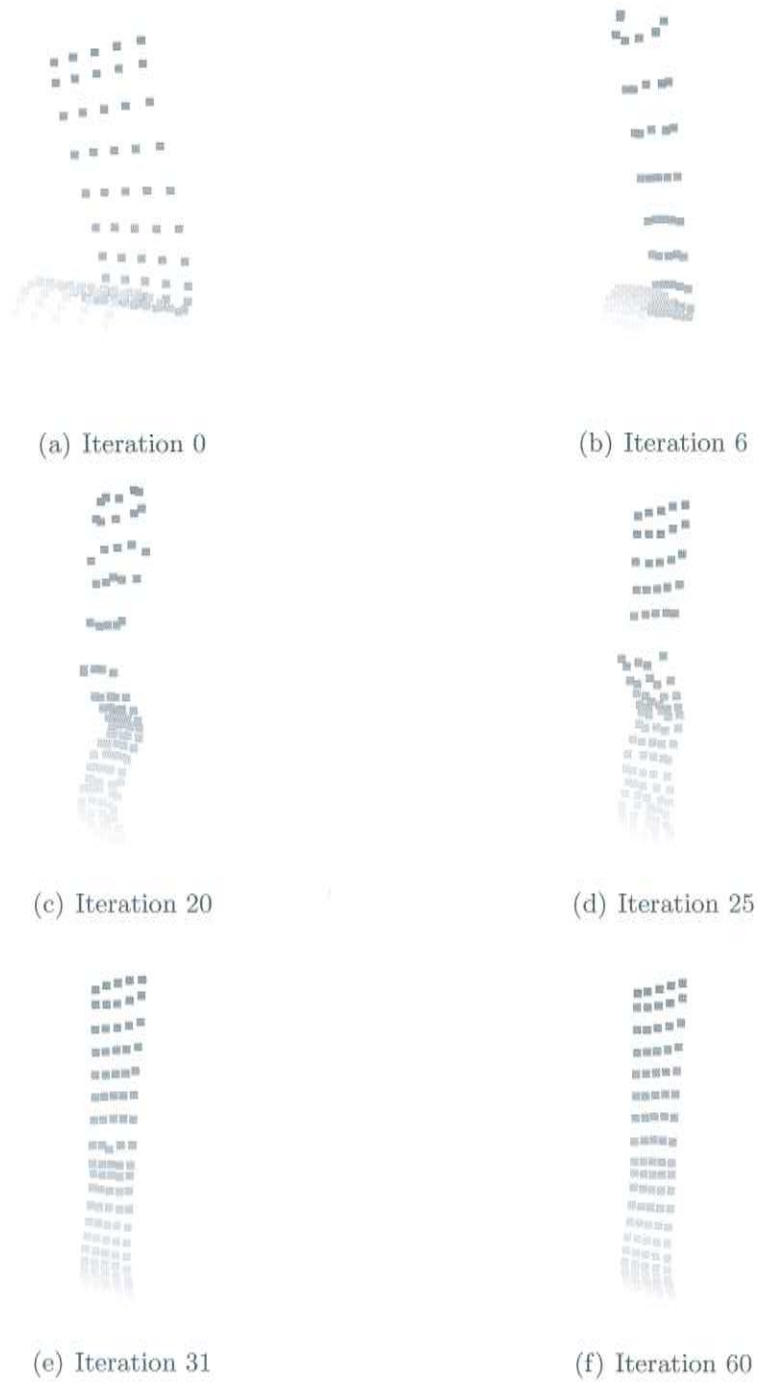 (a) Iteration 0
(b) Iteration 6
(c) Iteration 20
(d) Iteration 25
(e) Iteration 31
(f) Iteration 60